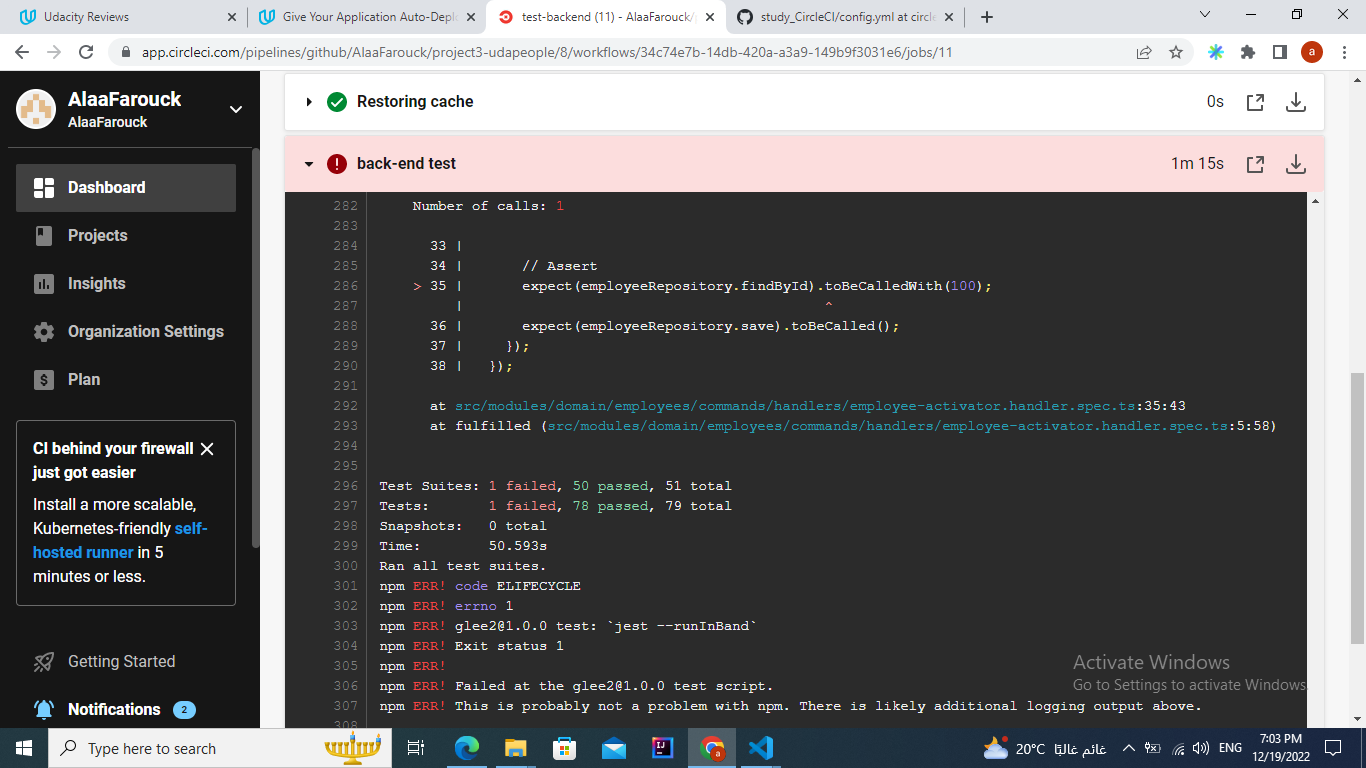 Udacity Reviews
Give Your Application Auto-Deplo
test-backend (11) - AlaaFarouck/
study_CircleCI/config.yml at circle
app.circleci.com/pipelines/github/AlaaFarouck/project3-udapeople/8/workflows/34c74e7b-14db-420a-a3a9-149b9f3031e6/jobs/11
a
AlaaFarouck
AlaaFarouck
Dashboard
Projects
Insights
Organization Settings
Plan
CI behind your firewall
just got easier
Install a more scalable,
Kubernetes-friendly self-
hosted runner in 5
minutes or less.
Getting Started
Notifications 2
Restoring cache 0s
back-end test 1m 15s
282 Number of calls: 1
283
284 33 |
285 34 | // Assert
286 > 35 | expect(employeeRepository.findById).toBeCalledWith(100);
287 | ^
288 36 | expect(employeeRepository.save).toBeCalled();
289 37 | });
290 38 | });
291
292 at src/modules/domain/employees/commands/handlers/employee-activator.handler.spec.ts:35:43
293 at fulfilled (src/modules/domain/employees/commands/handlers/employee-activator.handler.spec.ts:5:58)
294
295
296 Test Suites: 1 failed, 50 passed, 51 total
297 Tests: 1 failed, 78 passed, 79 total
298 Snapshots: 0 total
299 Time: 50.593s
300 Ran all test suites.
301 npm ERR! code ELIFECYCLE
302 npm ERR! errno 1
303 npm ERR! glee2@1.0.0 test: `jest --runInBand`
304 npm ERR! Exit status 1
305 npm ERR!
306 npm ERR! Failed at the glee2@1.0.0 test script.
307 npm ERR! This is probably not a problem with npm. There is likely additional logging output above.
308
Activate Windows
Go to Settings to activate Windows.
Type here to search
20°C غائم غالبًا
ENG
7:03 PM
12/19/2022